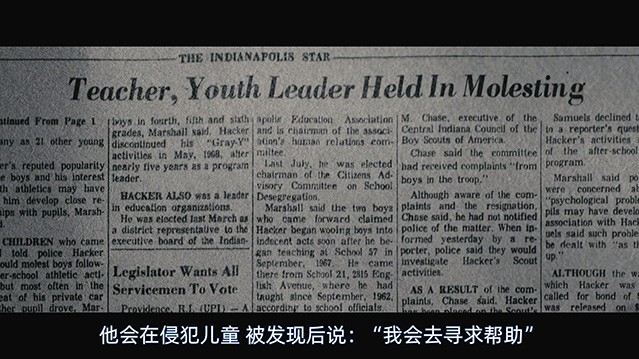 THE INDIANAPOLIS STAR
Teacher, Youth Leader Held In Molesting
ntinued From Page 1
any as 21 other young
er's reputed popularity
e boys and his interest
th athletics may have
him develop close re-
hips with pupils, Marsh-
CHILDREN who came
told police Hacker
ould molest boys follow-
er-school athletic acti-
but most often in the
eat of his private car
her pupil drove, Mar-
boys in fourth, fifth and sixth
grades, Marshall said. Hacker
discontinued his "Gray-Y"
activities in May, 1968, after
nearly five years as a program
leader.
HACKER ALSO was a leader
in education organizations.
He was elected last March as
a district representative to the
executive board of the Indian-
Legislator Wants All
Servicemen To Vote
Providence, R.I. (UPI) — A
apolis Education Association
and is chairman of the associ-
ation's human relations com-
mittee.
Last July, he was elected
chairman of the Citizens Ad-
visory Committee on School
Desegregation.
Marshall said the two boys
who came forward claimed
Hacker began wooing boys into
indecent acts soon after he be-
gan teaching at School 57 in
September, 1967. He came
there from School 21, 2815 Eng-
lish Avenue, where he had
taught since September, 1962,
according to school officials.
M. Chase, executive of the
Central Indiana Council of the
Boy Scouts of America.
Chase said the committee
had received complaints "from
boys in the troop."
Although aware of the com-
plaints and the resignation,
Chase said, he had not notified
police of the matter. When in-
formed yesterday by a re-
porter, police said they would
investigate Hacker's Scout
activities.
AS A RESULT of the com-
plaints, Chase said, Hacker
Samuels declined t
to a reporter's quest
Hacker's activities a
of the after-school
program.
Marshall said po
were concerned a
"psychological proble
pils may have develo
association with Hack
uels said such proble
be dealt with "as th
up."
ALTHOUGH the w
which Hacker was
called for bond of
was released on
他会在侵犯儿童 被发现后说：“我会去寻求帮助”